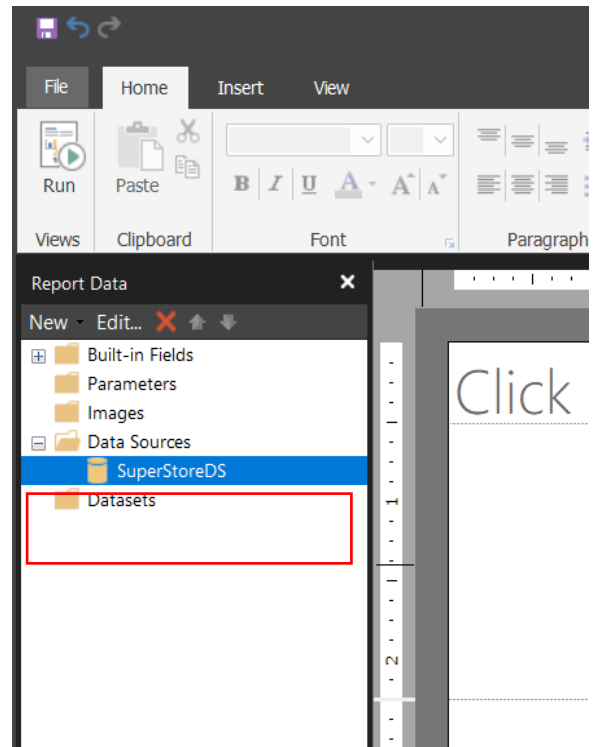 File Home Insert View
Run Paste B I U A A A
Views Clipboard Font Paragraph
Report Data
New Edit...
Built-in Fields
Parameters
Images
Data Sources
SuperStoreDS
Datasets
Click
1
2